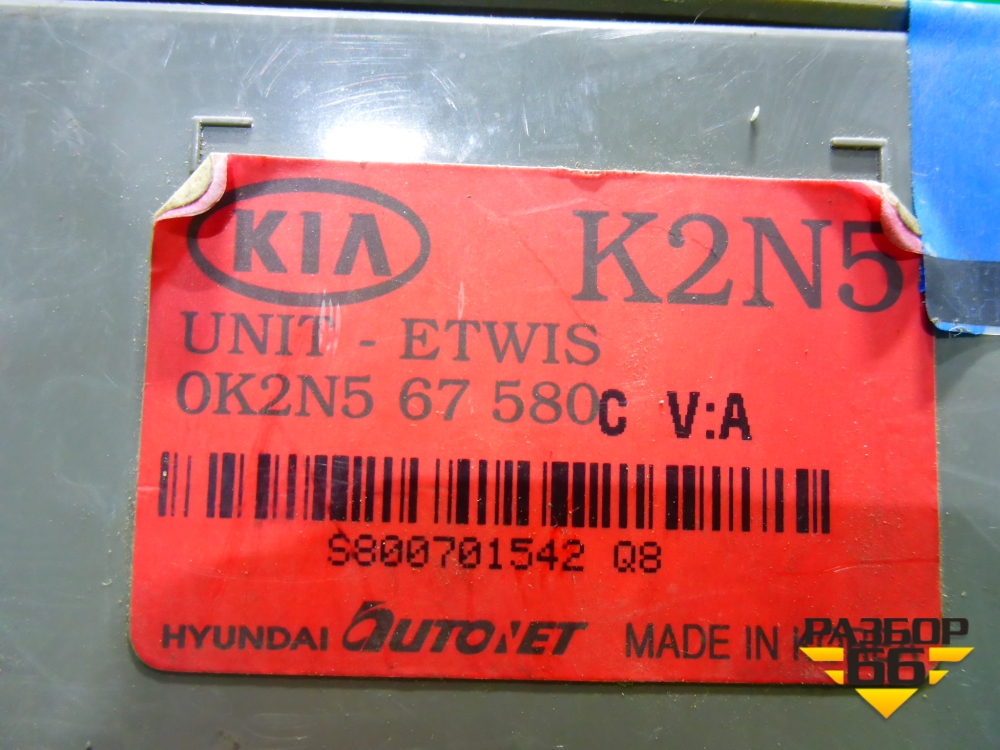 KIA K2N5
UNIT - ETWIS
0K2N5 67 580C V:A
S800701542 Q8
HYUNDAI AUTONET MADE IN
РАЗБОР
66